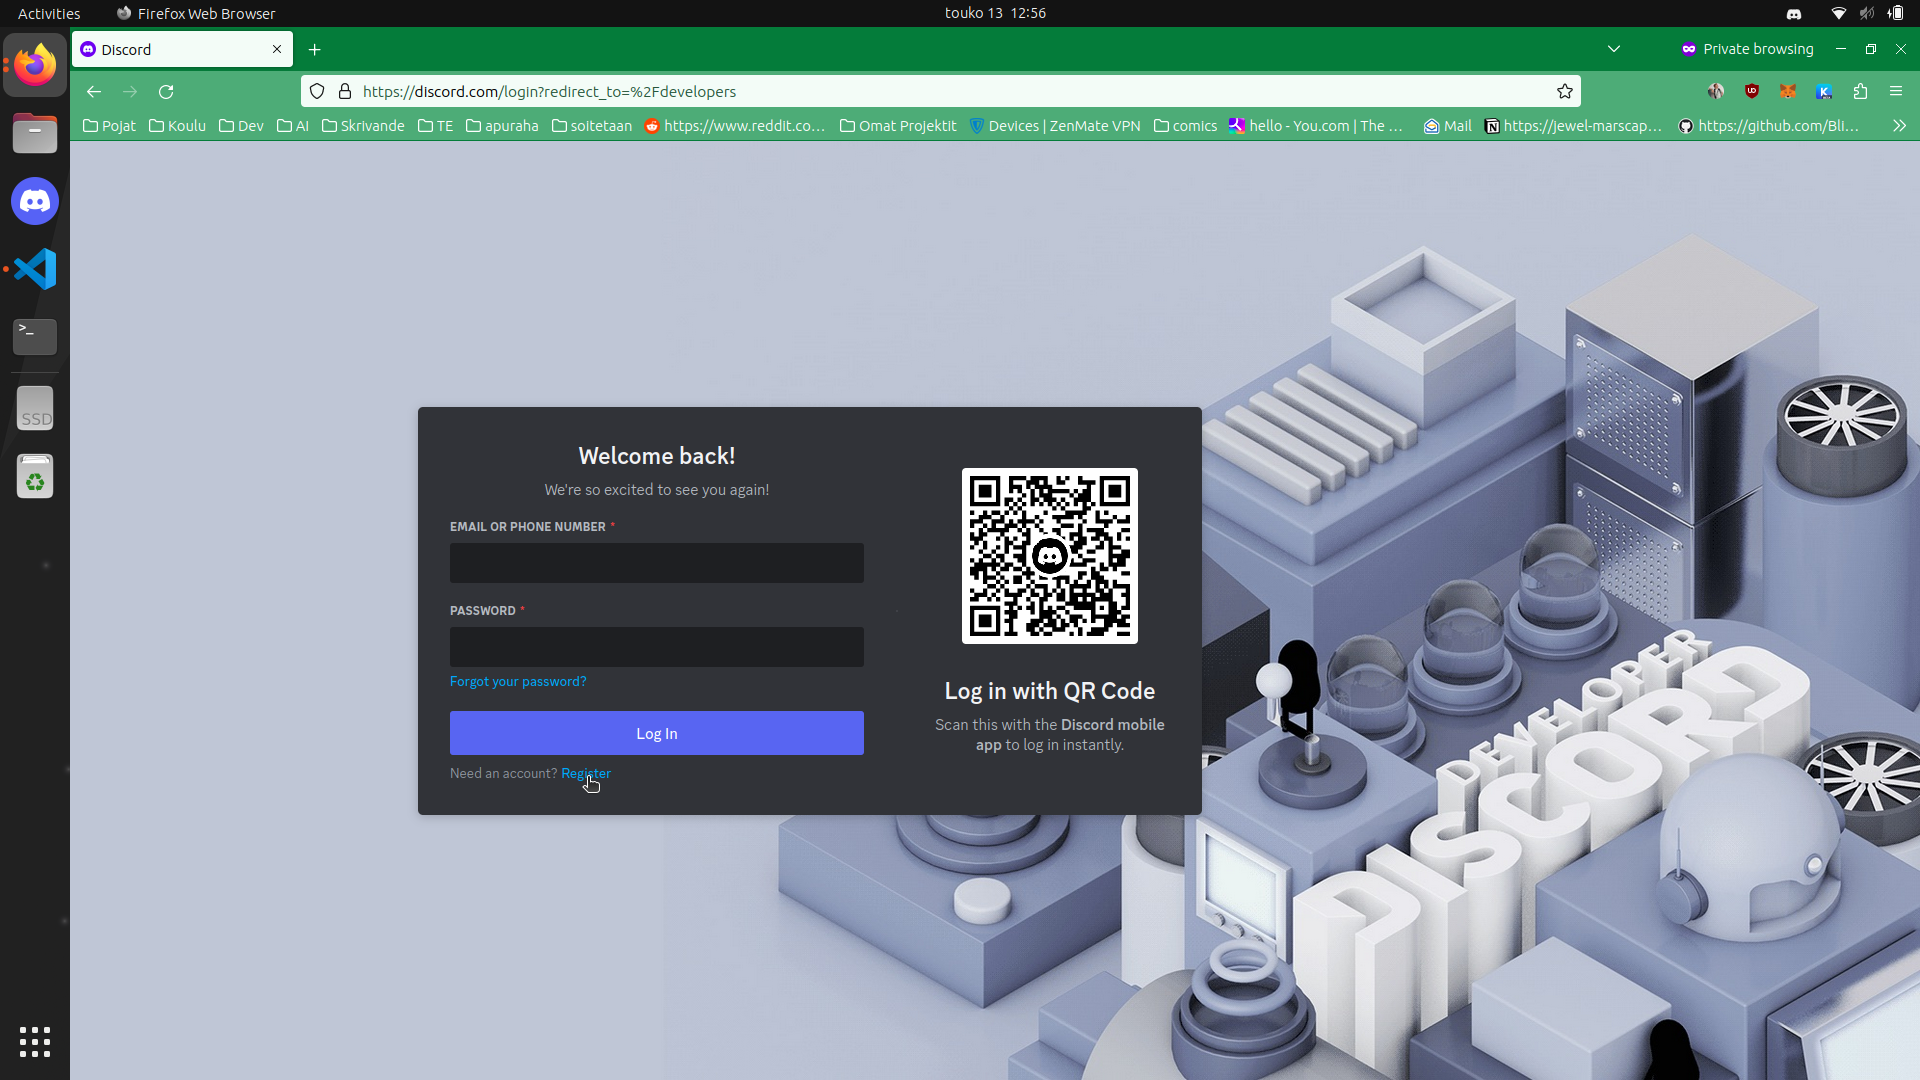 Activities Firefox Web Browser touko 13 12:56
Discord Private browsing
https://discord.com/login?redirect_to=%2Fdevelopers
Pojat Koulu Dev AI Skrivande TE apuraha soitetaan https://www.reddit.co… Omat Projektit Devices | ZenMate VPN comics hello - You.com | The … Mail https://jewel-marscap… https://github.com/Bli…
>_
SSD
Welcome back!
We're so excited to see you again!
EMAIL OR PHONE NUMBER *
PASSWORD *
Forgot your password?
Log In
Need an account? Register
Log in with QR Code
Scan this with the Discord mobile
app to log in instantly.
DISCORD
DEVELOPER